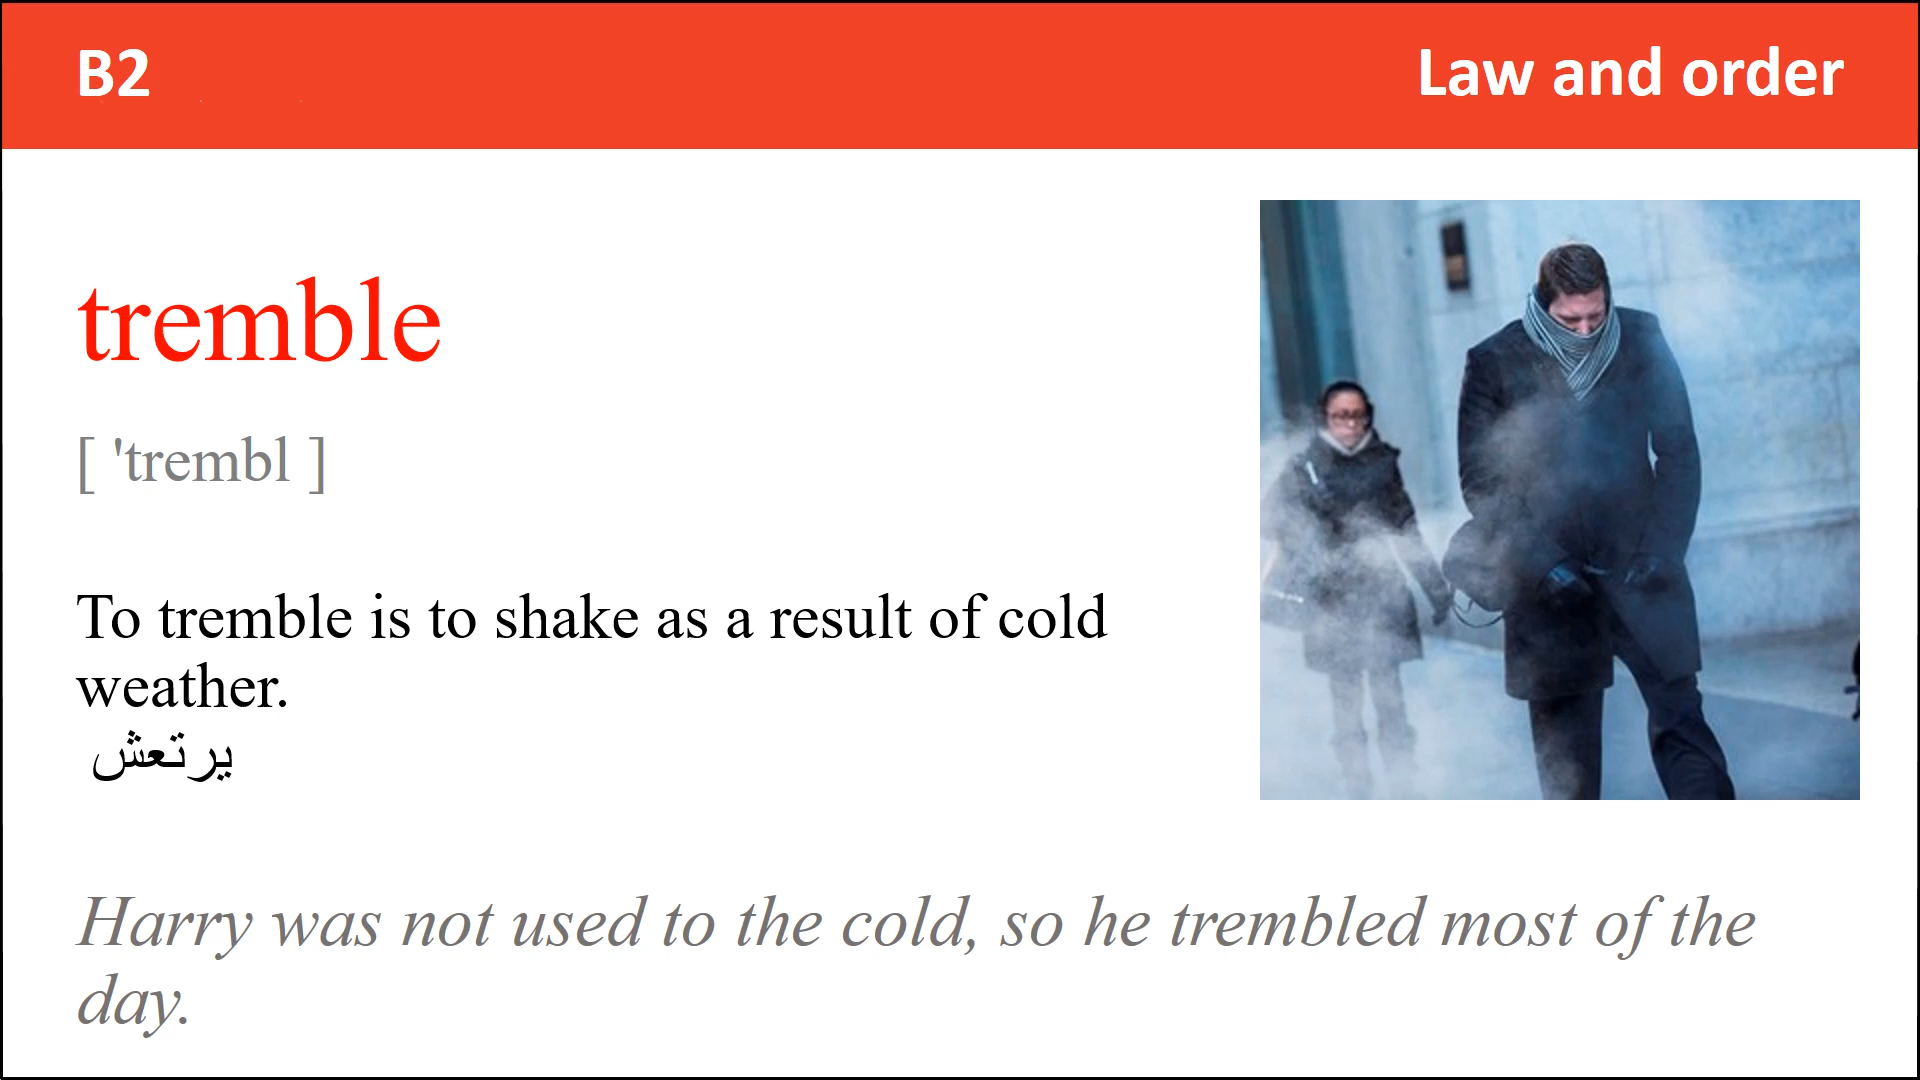 B2
Law and order
tremble
[ 'trembl ]
To tremble is to shake as a result of cold
weather.
يرتعش
Harry was not used to the cold, so he trembled most of the
day.